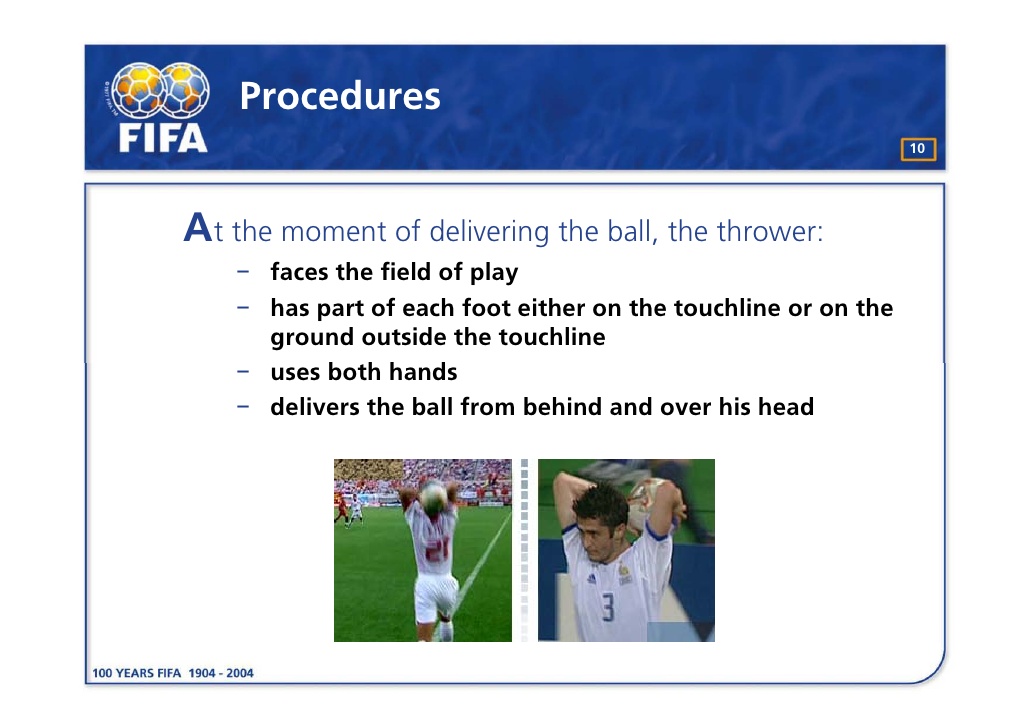 FIFA
Procedures
10
At the moment of delivering the ball, the thrower:
– faces the field of play
– has part of each foot either on the touchline or on the
ground outside the touchline
– uses both hands
– delivers the ball from behind and over his head
21
3
100 YEARS FIFA 1904 - 2004